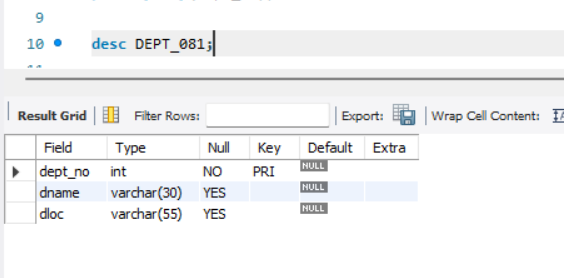 9
10 desc DEPT_081;
Result Grid Filter Rows: Export: Wrap Cell Content:
Field Type Null Key Default Extra
dept_no int NO PRI NULL
dname varchar(30) YES NULL
dloc varchar(55) YES NULL